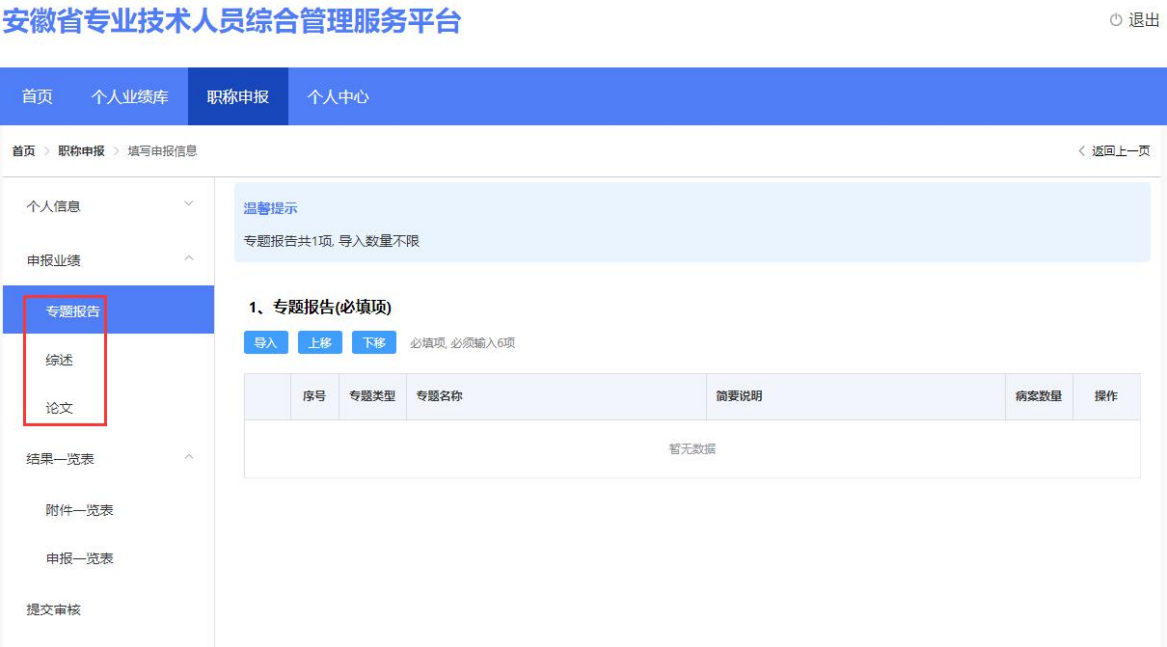 安徽省专业技术人员综合管理服务平台
退出
首页 个人业绩库 职称申报 个人中心
首页 > 职称申报 > 填写申报信息
< 返回上一页
个人信息
申报业绩
专题报告
综述
论文
结果一览表
附件一览表
申报一览表
提交审核
温馨提示
专题报告共1项, 导入数量不限
1、专题报告(必填项)
导入 上移 下移 必填项, 必须输入6项
序号 专题类型 专题名称 简要说明 病案数量 操作
暂无数据